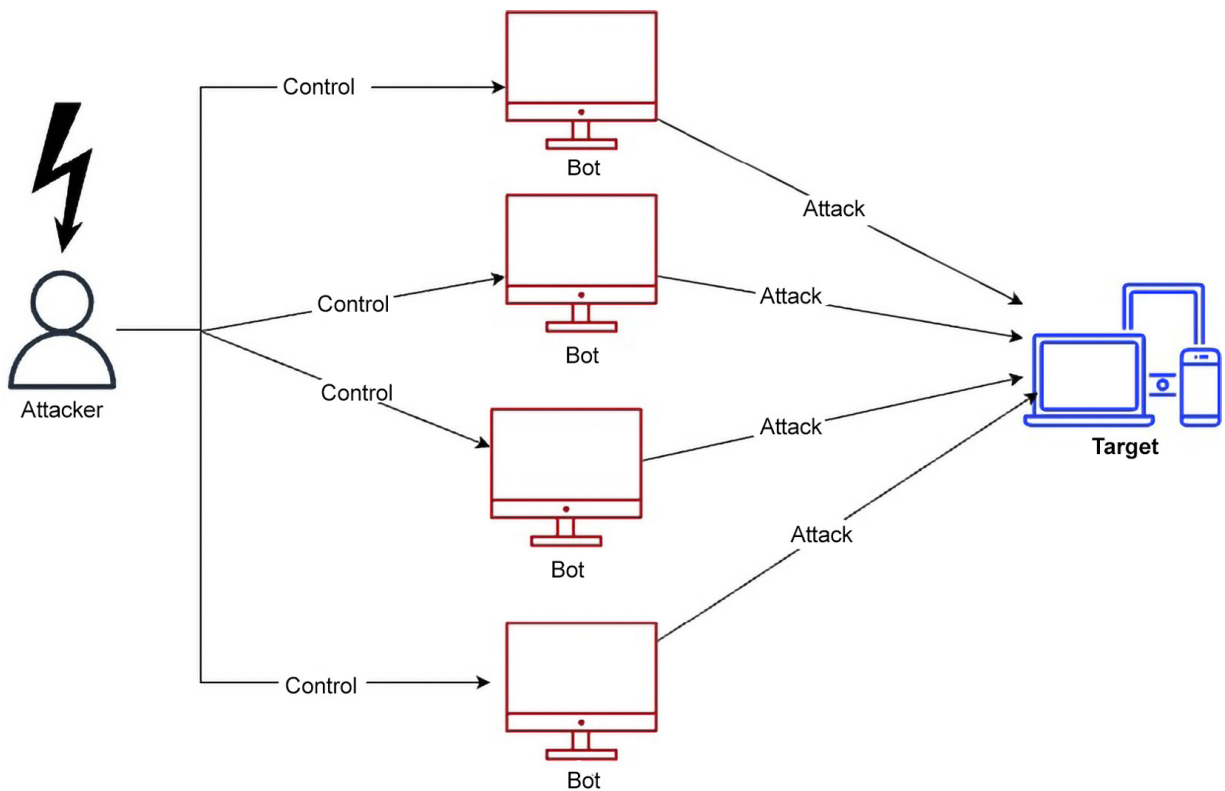 Control
Bot
Attack
Control
Bot
Attack
Attacker
Control
Bot
Attack
Target
Attack
Control
Bot